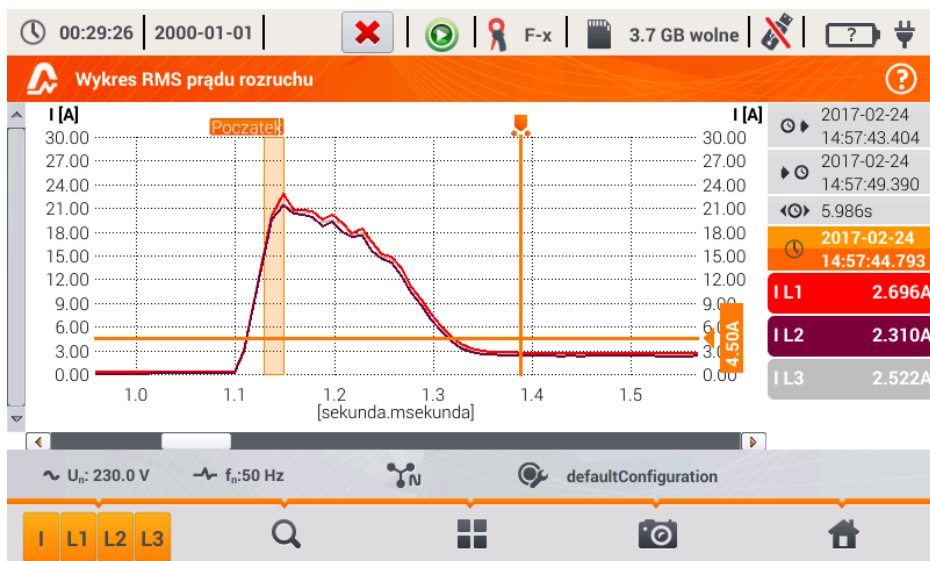 00:29:26 2000-01-01 F-x 3.7 GB wolne ?
Wykres RMS prądu rozruchu ?
I [A] I [A]
Początek
30.00 30.00
27.00 27.00
24.00 24.00
21.00 21.00
18.00 18.00
15.00 15.00
12.00 12.00
9.00 9.00
6.00 6.00
3.00 3.00
0.00 0.00
4.50A
1.0 1.1 1.2 1.3 1.4 1.5
[sekunda.msekunda]
2017-02-24
14:57:43.404
2017-02-24
14:57:49.390
5.986s
2017-02-24
14:57:44.793
I L1 2.696A
I L2 2.310A
I L3 2.522A
Un: 230.0 V fn:50 Hz N defaultConfiguration
I L1 L2 L3